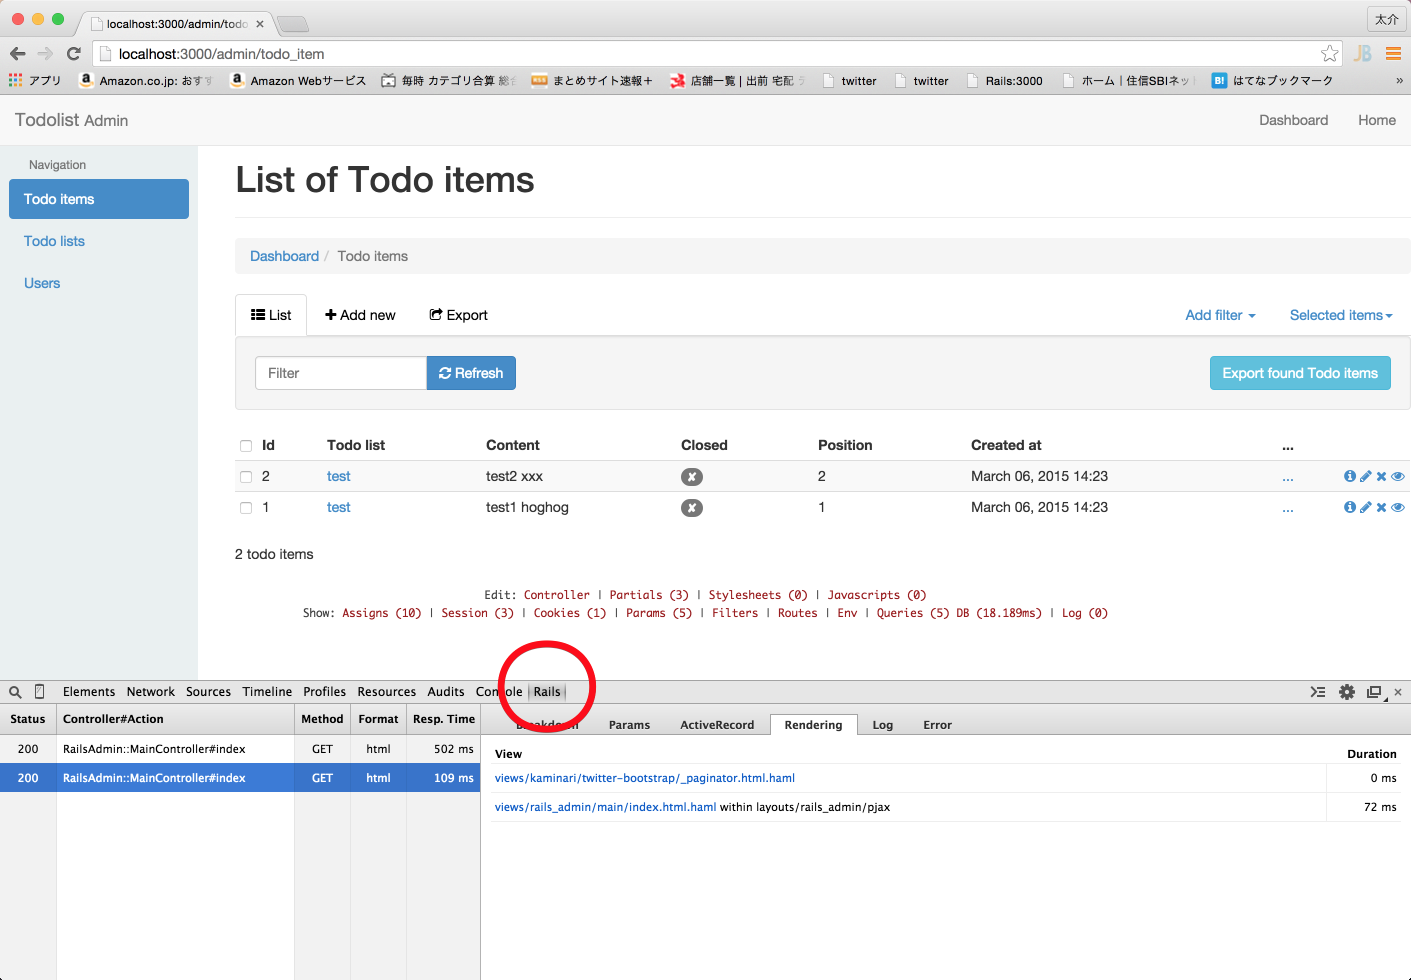 localhost:3000/admin/todo
太介
localhost:3000/admin/todo_item
JB
アプリ Amazon.co.jp: おすす Amazon Webサービス 毎時 カテゴリ合算 総合 まとめサイト速報+ 店舗一覧 | 出前 宅配 twitter twitter Rails:3000 ホーム | 住信SBIネッ B! はてなブックマーク »
Todolist Admin
Dashboard Home
Navigation
Todo items
Todo lists
Users
List of Todo items
Dashboard / Todo items
List Add new Export Add filter Selected items
Filter Refresh Export found Todo items
Id Todo list Content Closed Position Created at ...
2 test test2 xxx ✘ 2 March 06, 2015 14:23 ...
1 test test1 hoghog ✘ 1 March 06, 2015 14:23 ...
2 todo items
Edit: Controller | Partials (3) | Stylesheets (0) | Javascripts (0)
Show: Assigns (10) | Session (3) | Cookies (1) | Params (5) | Filters | Routes | Env | Queries (5) DB (18.189ms) | Log (0)
Elements Network Sources Timeline Profiles Resources Audits Console Rails
Status Controller#Action Method Format Resp. Time
200 RailsAdmin::MainController#index GET html 502 ms
200 RailsAdmin::MainController#index GET html 109 ms
Breakdown Params ActiveRecord Rendering Log Error
View Duration
views/kaminari/twitter-bootstrap/_paginator.html.haml 0 ms
views/rails_admin/main/index.html.haml within layouts/rails_admin/pjax 72 ms